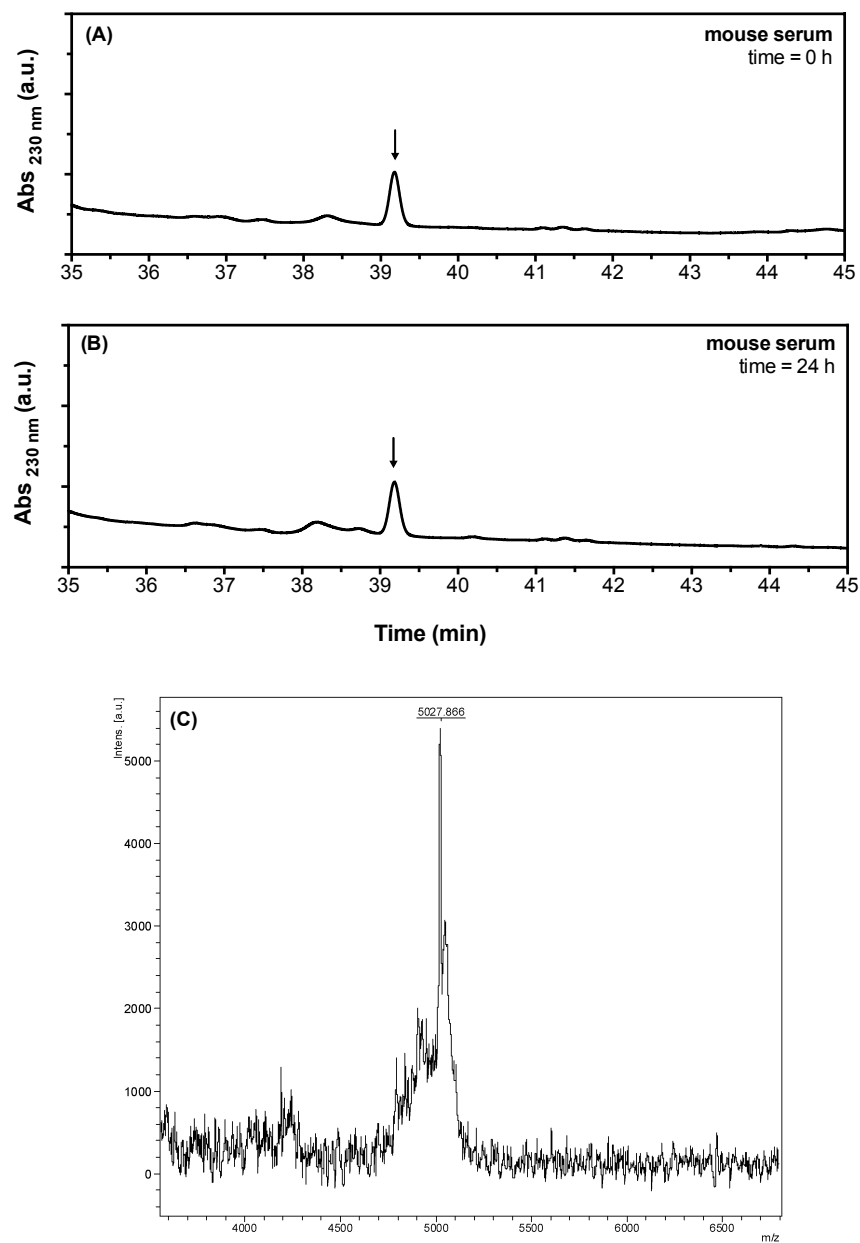 (A)
mouse serum
time = 0 h
Abs 230 nm (a.u.)
35 36 37 38 39 40 41 42 43 44 45
(B)
mouse serum
time = 24 h
Abs 230 nm (a.u.)
35 36 37 38 39 40 41 42 43 44 45
Time (min)
(C)
Intens. [a.u.]
5027.866
5000
4000
3000
2000
1000
0
4000 4500 5000 5500 6000 6500
m/z